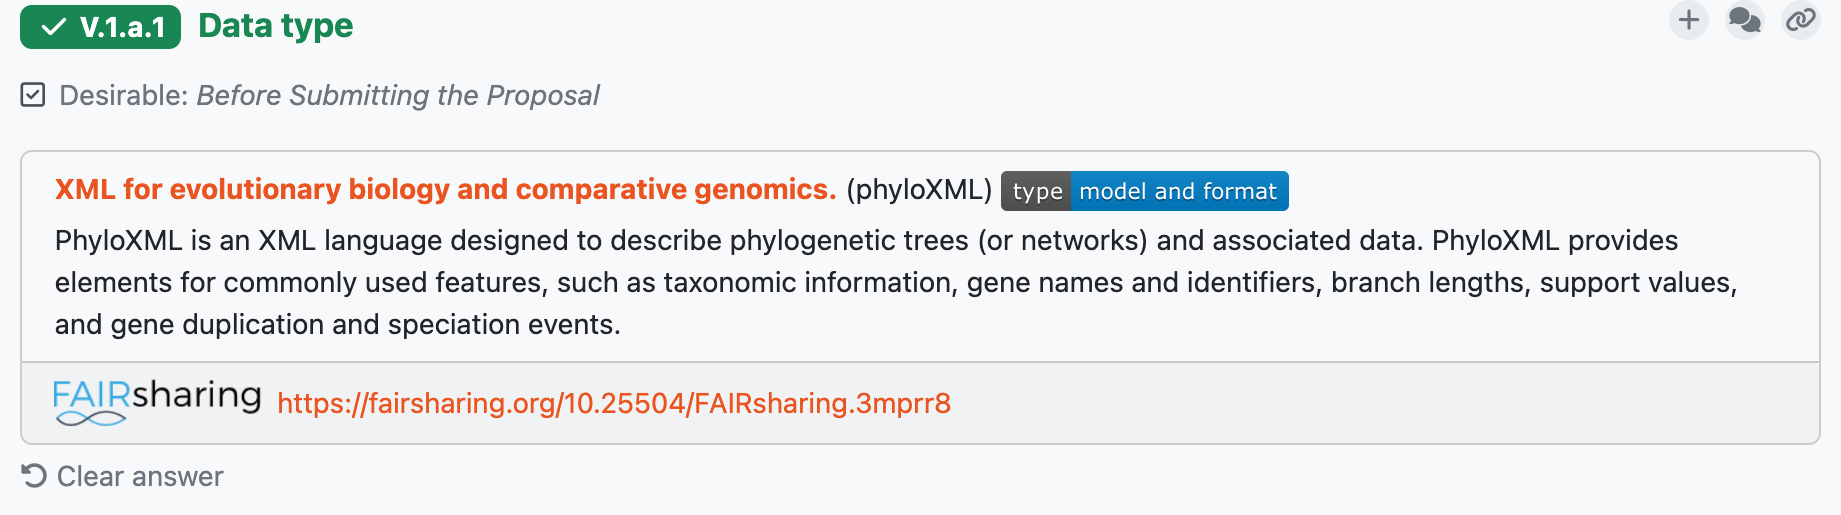 V.1.a.1 Data type
Desirable: Before Submitting the Proposal
XML for evolutionary biology and comparative genomics. (phyloXML) type model and format
PhyloXML is an XML language designed to describe phylogenetic trees (or networks) and associated data. PhyloXML provides
elements for commonly used features, such as taxonomic information, gene names and identifiers, branch lengths, support values,
and gene duplication and speciation events.
FAIRsharing https://fairsharing.org/10.25504/FAIRsharing.3mprr8
Clear answer